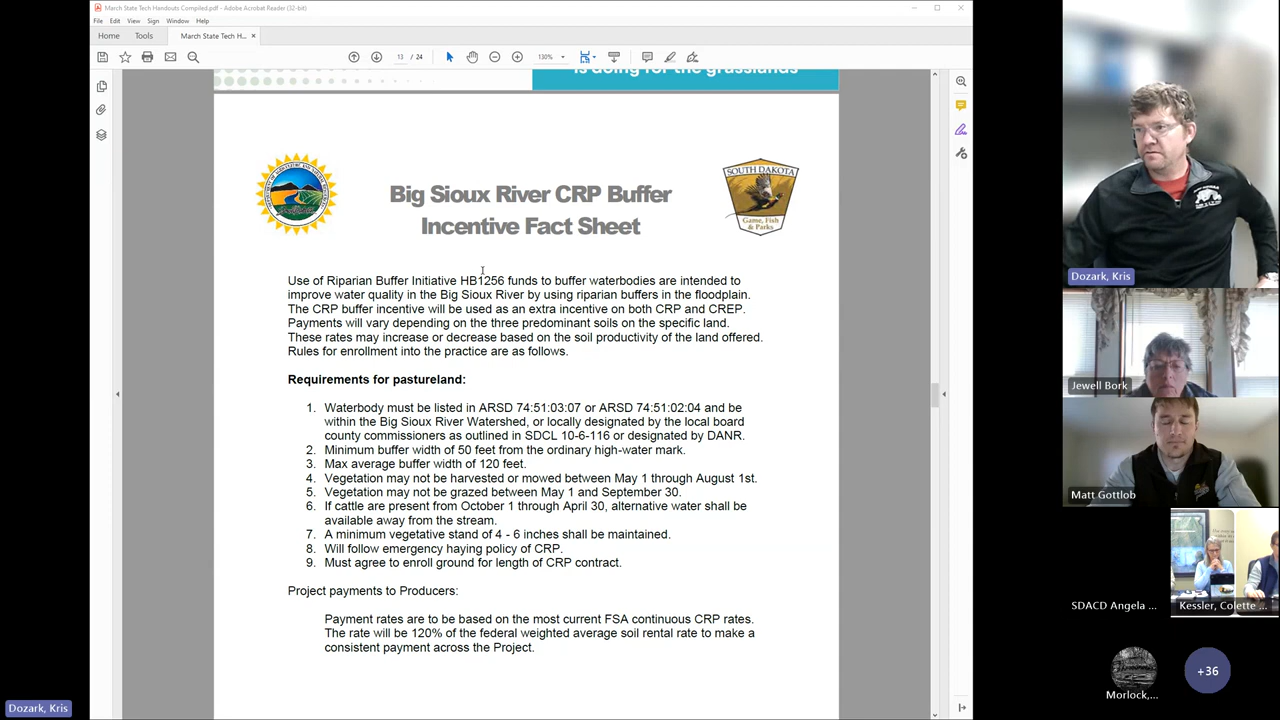 March State Tech Handouts Compiled.pdf - Adobe Acrobat Reader (32-bit)
File Edit View Sign Window Help
Home Tools March State Tech H... ×
13 / 24 130%
is doing for the grasslands
SOUTH DAKOTA
Game, Fish
& Parks
Big Sioux River CRP Buffer
Incentive Fact Sheet
Use of Riparian Buffer Initiative HB1256 funds to buffer waterbodies are intended to
improve water quality in the Big Sioux River by using riparian buffers in the floodplain.
The CRP buffer incentive will be used as an extra incentive on both CRP and CREP.
Payments will vary depending on the three predominant soils on the specific land.
These rates may increase or decrease based on the soil productivity of the land offered.
Rules for enrollment into the practice are as follows.
Requirements for pastureland:
1. Waterbody must be listed in ARSD 74:51:03:07 or ARSD 74:51:02:04 and be
within the Big Sioux River Watershed, or locally designated by the local board
county commissioners as outlined in SDCL 10-6-116 or designated by DANR.
2. Minimum buffer width of 50 feet from the ordinary high-water mark.
3. Max average buffer width of 120 feet.
4. Vegetation may not be harvested or mowed between May 1 through August 1st.
5. Vegetation may not be grazed between May 1 and September 30.
6. If cattle are present from October 1 through April 30, alternative water shall be
available away from the stream.
7. A minimum vegetative stand of 4 - 6 inches shall be maintained.
8. Will follow emergency haying policy of CRP.
9. Must agree to enroll ground for length of CRP contract.
Project payments to Producers:
Payment rates are to be based on the most current FSA continuous CRP rates.
The rate will be 120% of the federal weighted average soil rental rate to make a
consistent payment across the Project.
Dozark, Kris
Dozark, Kris
Jewell Bork
Matt Gottlob
SDACD Angela ...
Kessler, Colette ...
Morlock,...
+36